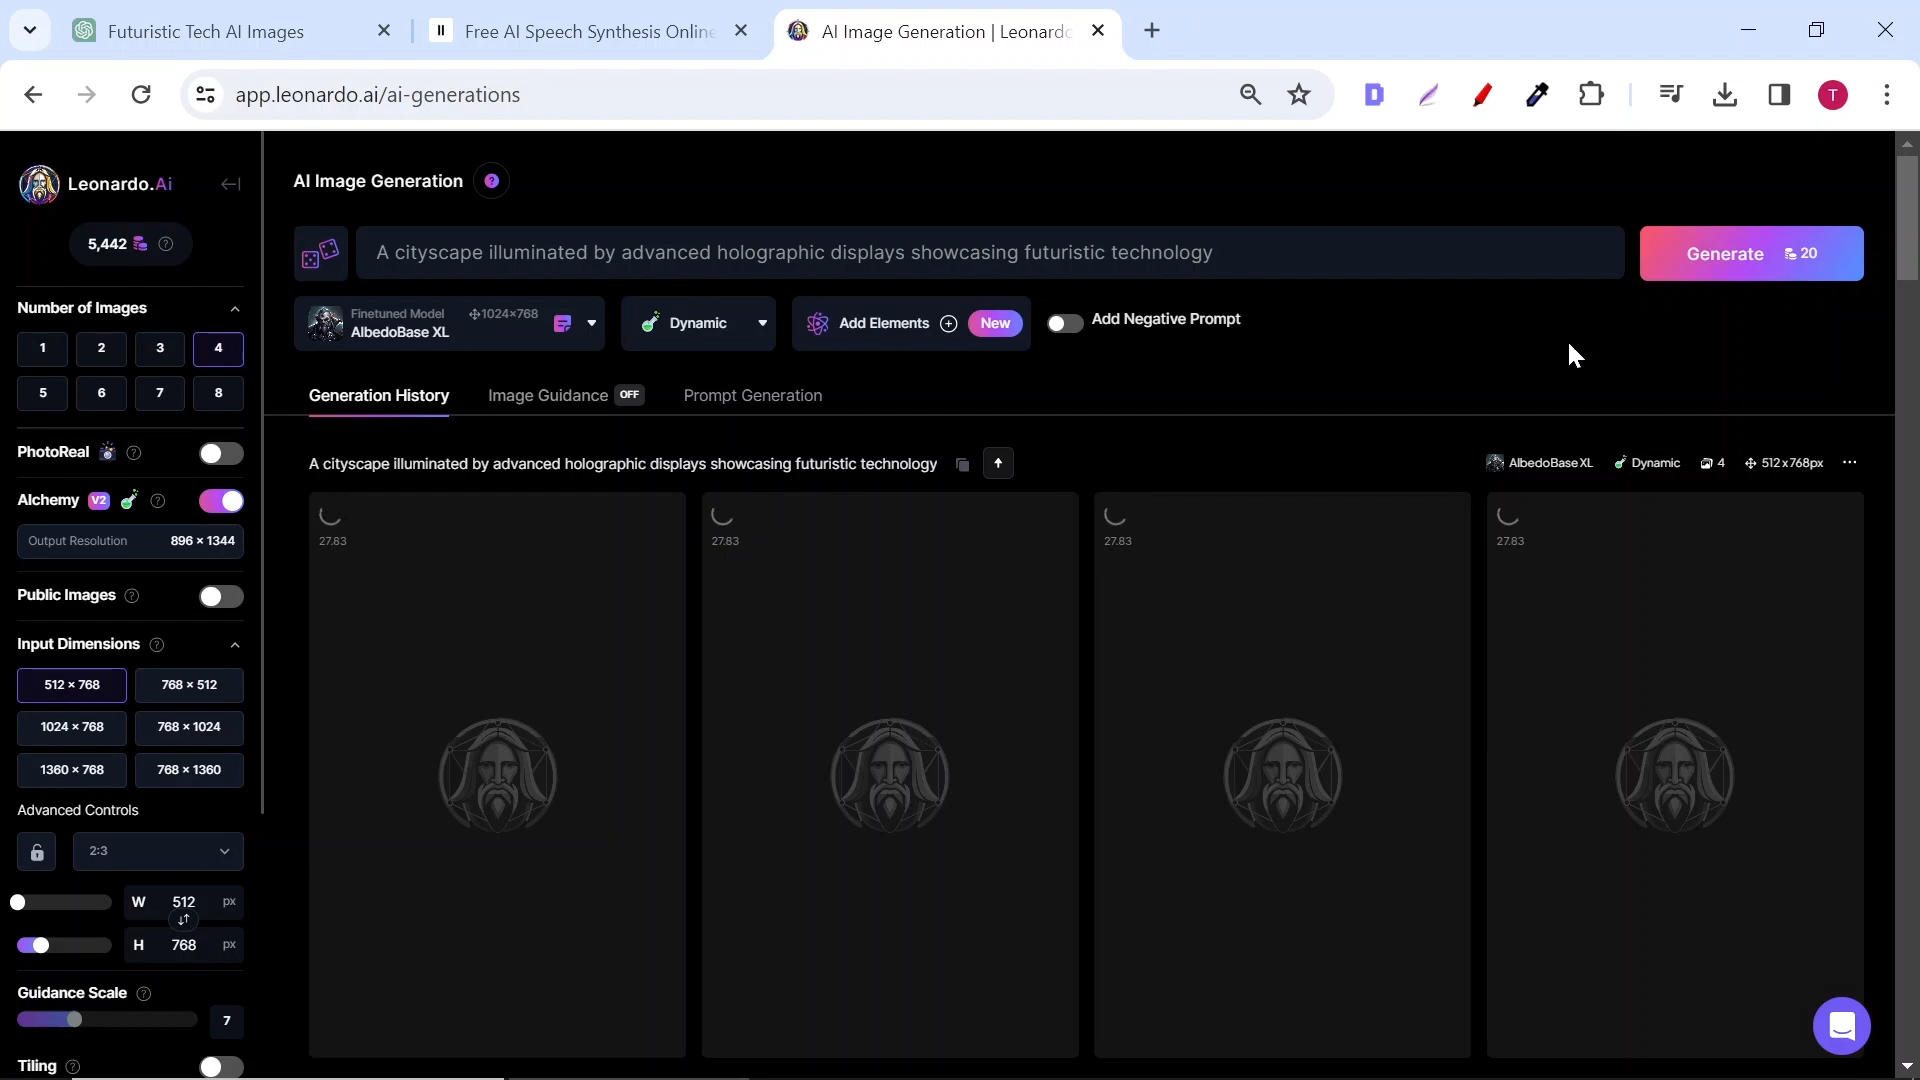 Futuristic Tech AI Images
Free AI Speech Synthesis Online
AI Image Generation | Leonardo
app.leonardo.ai/ai-generations
T
Leonardo.Ai
5,442
Number of Images
1 2 3 4
5 6 7 8
PhotoReal
Alchemy V2
Output Resolution 896 × 1344
Public Images
Input Dimensions
512 × 768 768 × 512
1024 × 768 768 × 1024
1360 × 768 768 × 1360
Advanced Controls
2:3
W 512 px
H 768 px
Guidance Scale
7
Tiling
AI Image Generation
A cityscape illuminated by advanced holographic displays showcasing futuristic technology
Generate 20
Finetuned Model 1024×768
AlbedoBase XL
Dynamic
Add Elements New
Add Negative Prompt
Generation History Image Guidance OFF Prompt Generation
A cityscape illuminated by advanced holographic displays showcasing futuristic technology
AlbedoBase XL Dynamic 4 512 x 768px
27.83 27.83 27.83 27.83